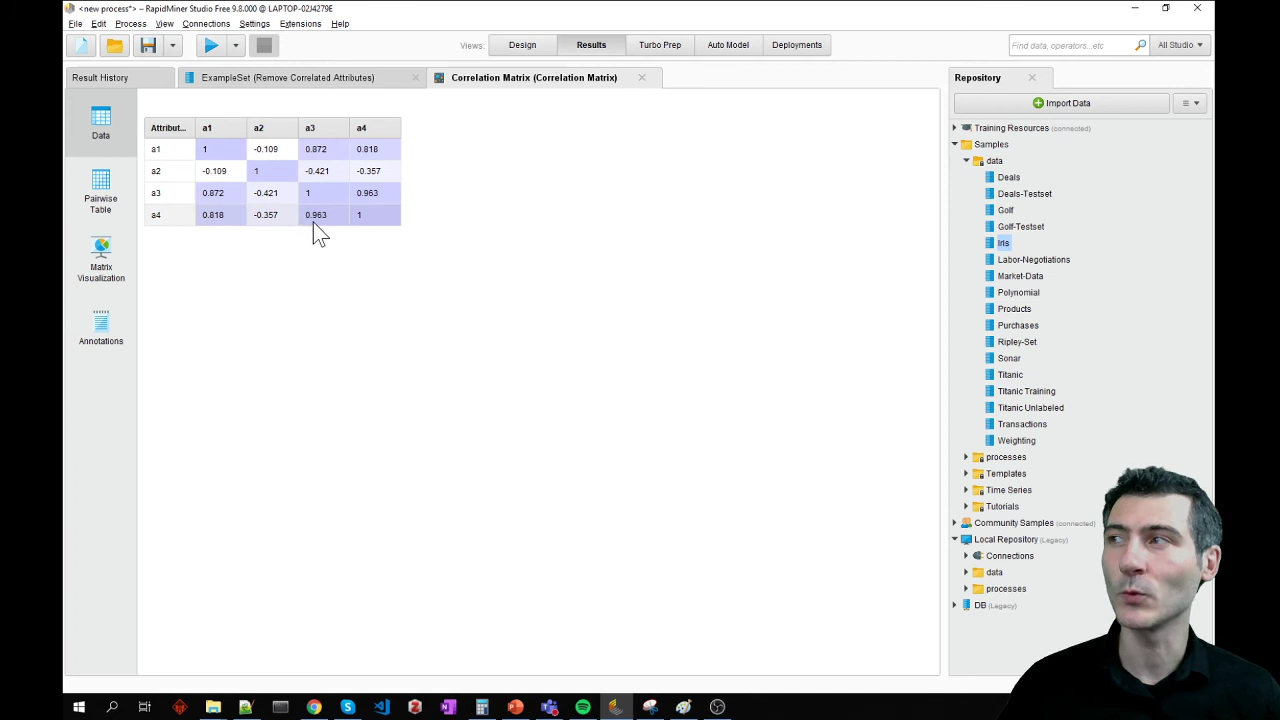 <new process*> – RapidMiner Studio Free 9.8.000 @ LAPTOP-02J4279E
File Edit Process View Connections Settings Extensions Help
Views: Design Results Turbo Prep Auto Model Deployments
Find data, operators...etc
All Studio
Result History
ExampleSet (Remove Correlated Attributes)
Correlation Matrix (Correlation Matrix)
Repository
Data
Pairwise
Table
Matrix
Visualization
Annotations
Attribut... a1 a2 a3 a4
a1 1 -0.109 0.872 0.818
a2 -0.109 1 -0.421 -0.357
a3 0.872 -0.421 1 0.963
a4 0.818 -0.357 0.963 1
Import Data
Training Resources (connected)
Samples
data
Deals
Deals-Testset
Golf
Golf-Testset
Iris
Labor-Negotiations
Market-Data
Polynomial
Products
Purchases
Ripley-Set
Sonar
Titanic
Titanic Training
Titanic Unlabeled
Transactions
Weighting
processes
Templates
Time Series
Tutorials
Community Samples (connected)
Local Repository (Legacy)
Connections
data
processes
DB (Legacy)